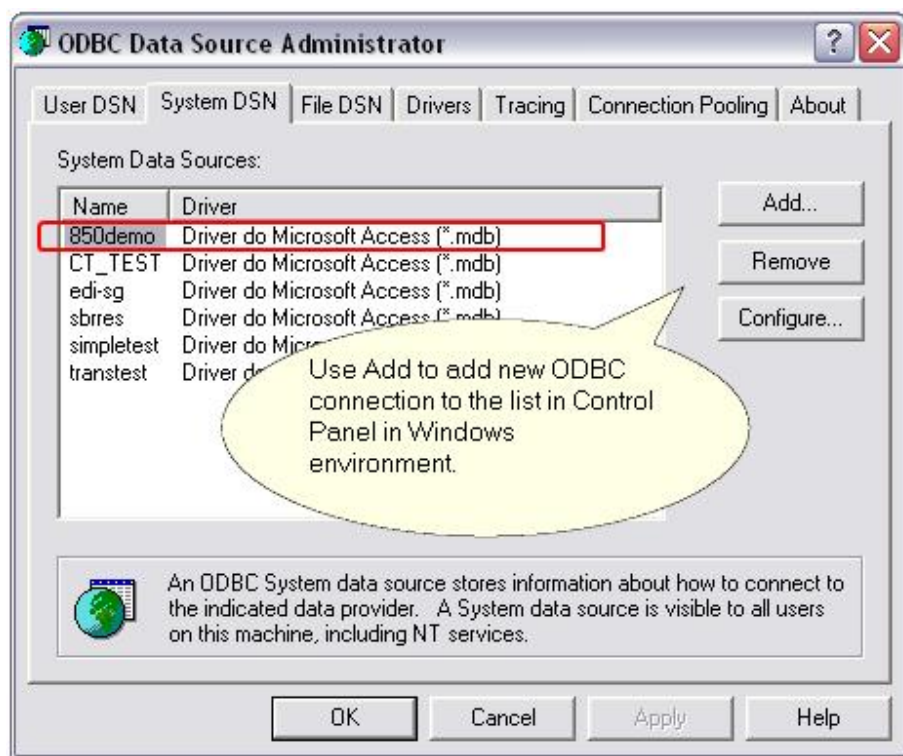 ODBC Data Source Administrator
User DSN System DSN File DSN Drivers Tracing Connection Pooling About
System Data Sources:
Name Driver
850demo Driver do Microsoft Access (*.mdb)
CT_TEST Driver do Microsoft Access (*.mdb)
edi-sg Driver do Microsoft Access (*.mdb)
sbrres Driver do Microsoft Access (*.mdb)
simpletest Driver do
transtest Driver
Add...
Remove
Configure...
Use Add to add new ODBC
connection to the list in Control
Panel in Windows
environment.
An ODBC System data source stores information about how to connect to
the indicated data provider. A System data source is visible to all users
on this machine, including NT services.
OK Cancel Apply Help